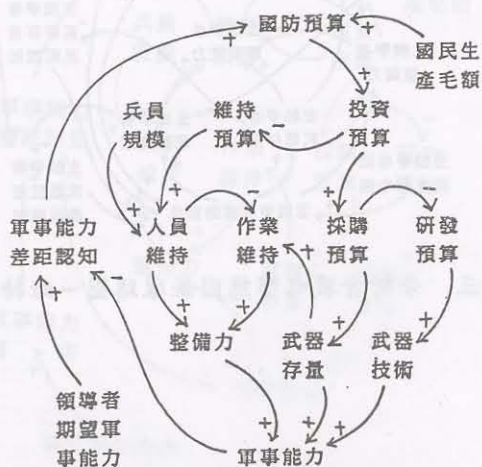 國防預算
國民生
產毛額
兵員
規模
維持
預算
投資
預算
軍事能力
差距認知
人員
維持
作業
維持
採購
預算
研發
預算
整備力
武器
存量
武器
技術
領導者
期望軍
事能力
軍事能力